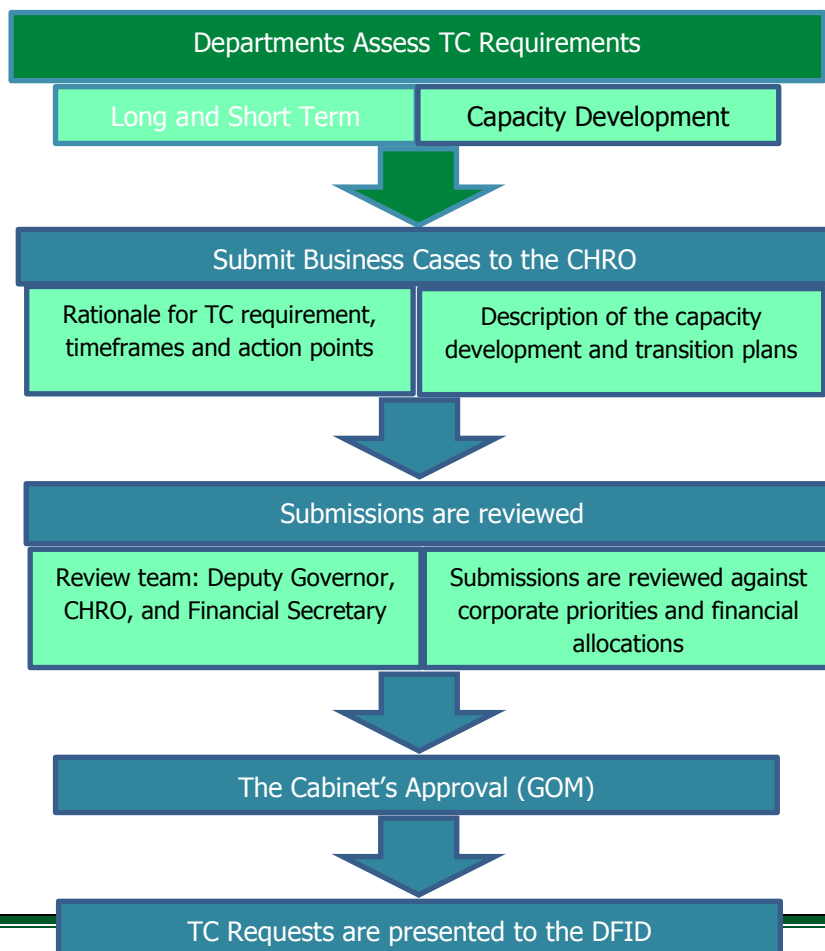 Departments Assess TC Requirements
Long and Short Term
Capacity Development
Submit Business Cases to the CHRO
Rationale for TC requirement,
timeframes and action points
Description of the capacity
development and transition plans
Submissions are reviewed
Review team: Deputy Governor,
CHRO, and Financial Secretary
Submissions are reviewed against
corporate priorities and financial
allocations
The Cabinet’s Approval (GOM)
TC Requests are presented to the DFID